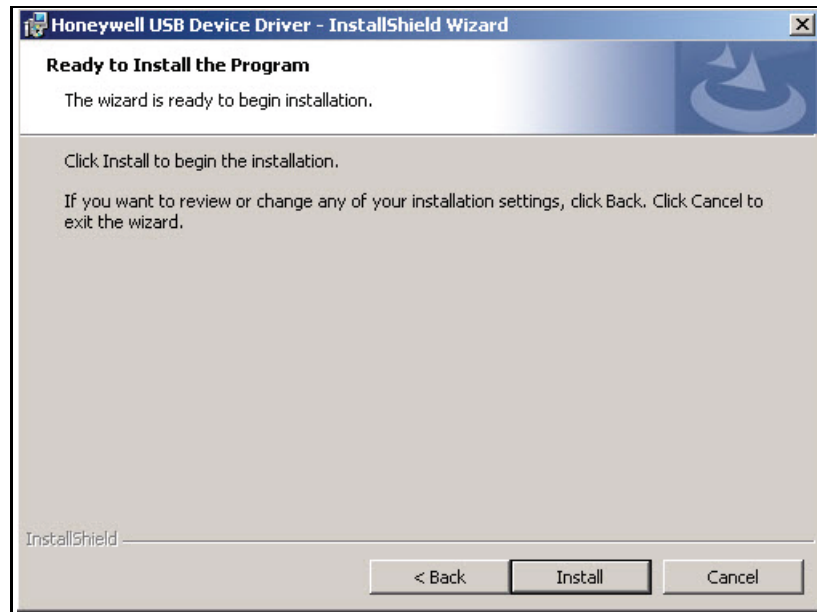 Honeywell USB Device Driver - InstallShield Wizard
Ready to Install the Program
The wizard is ready to begin installation.
Click Install to begin the installation.
If you want to review or change any of your installation settings, click Back. Click Cancel to
exit the wizard.
InstallShield
< Back Install Cancel